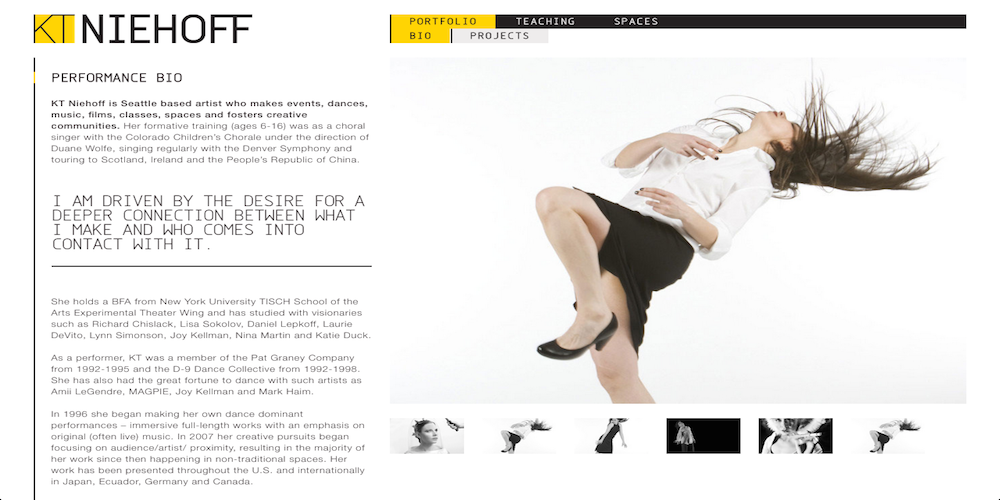 KT NIEHOFF
PORTFOLIO TEACHING SPACES
BIO PROJECTS
PERFORMANCE BIO
KT Niehoff is Seattle based artist who makes events, dances,
music, films, classes, spaces and fosters creative
communities. Her formative training (ages 6-16) was as a choral
singer with the Colorado Children's Chorale under the direction of
Duane Wolfe, singing regularly with the Denver Symphony and
touring to Scotland, Ireland and the People's Republic of China.
I AM DRIVEN BY THE DESIRE FOR A
DEEPER CONNECTION BETWEEN WHAT
I MAKE AND WHO COMES INTO
CONTACT WITH IT.
She holds a BFA from New York University TISCH School of the
Arts Experimental Theater Wing and has studied with visionaries
such as Richard Chislack, Lisa Sokolov, Daniel Lepkoff, Laurie
DeVito, Lynn Simonson, Joy Kellman, Nina Martin and Katie Duck.
As a performer, KT was a member of the Pat Graney Company
from 1992-1995 and the D-9 Dance Collective from 1992-1998.
She has also had the great fortune to dance with such artists as
Amii LeGendre, MAGPIE, Joy Kellman and Mark Haim.
In 1996 she began making her own dance dominant
performances – immersive full-length works with an emphasis on
original (often live) music. In 2007 her creative pursuits began
focusing on audience/artist/ proximity, resulting in the majority of
her work since then happening in non-traditional spaces. Her
work has been presented throughout the U.S. and internationally
in Japan, Ecuador, Germany and Canada.